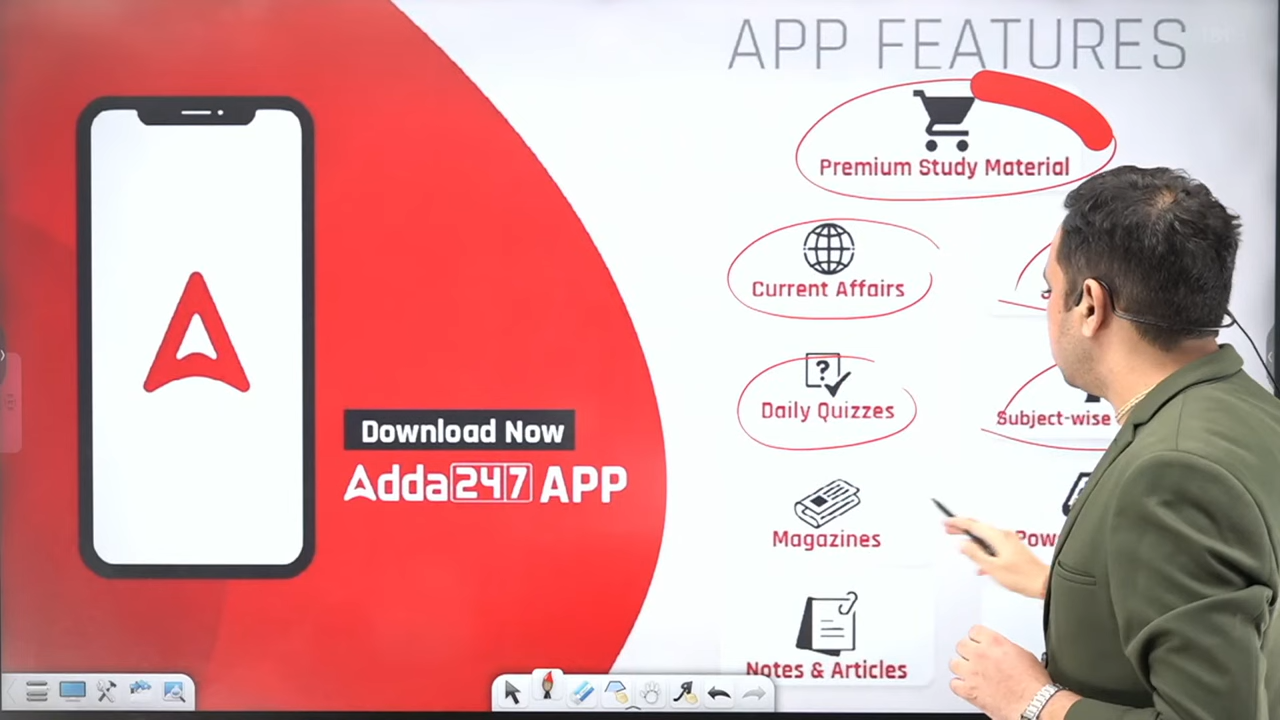 APP FEATURES
Premium Study Material
Current Affairs
Daily Quizzes
Subject-wise
Download Now
Adda247 APP
Magazines
Notes & Articles